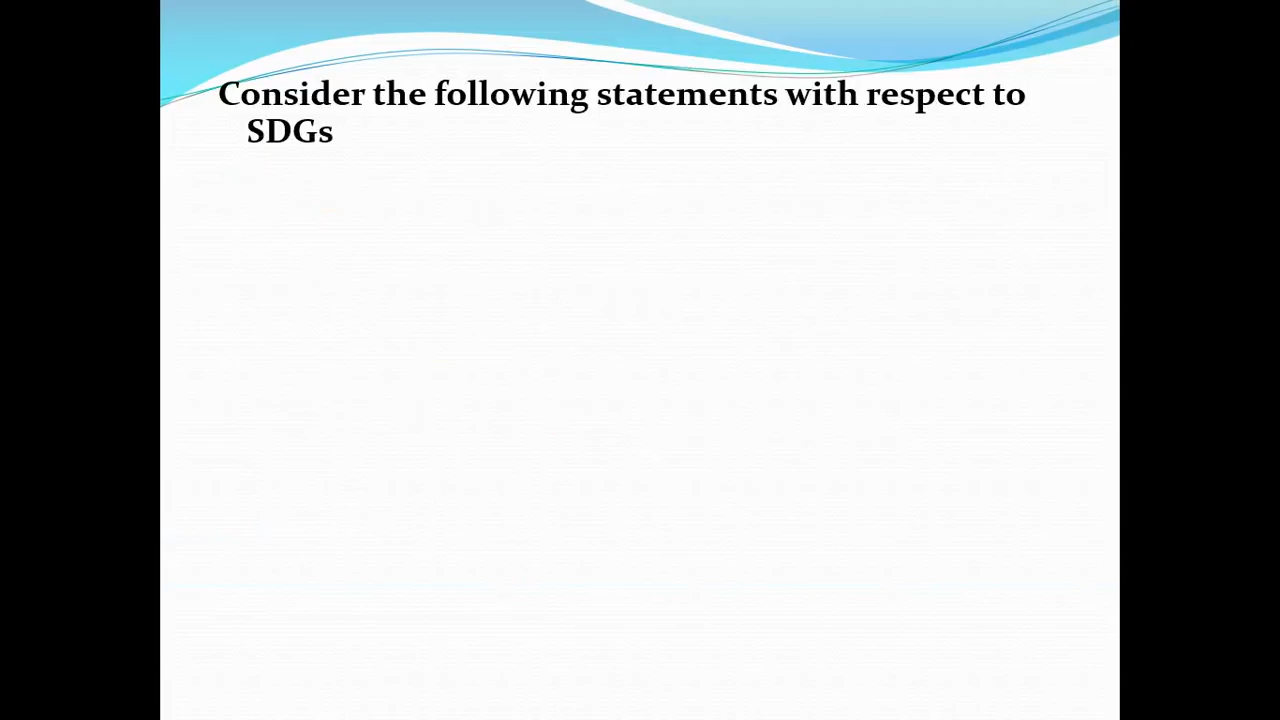 Consider the following statements with respect to
SDGs